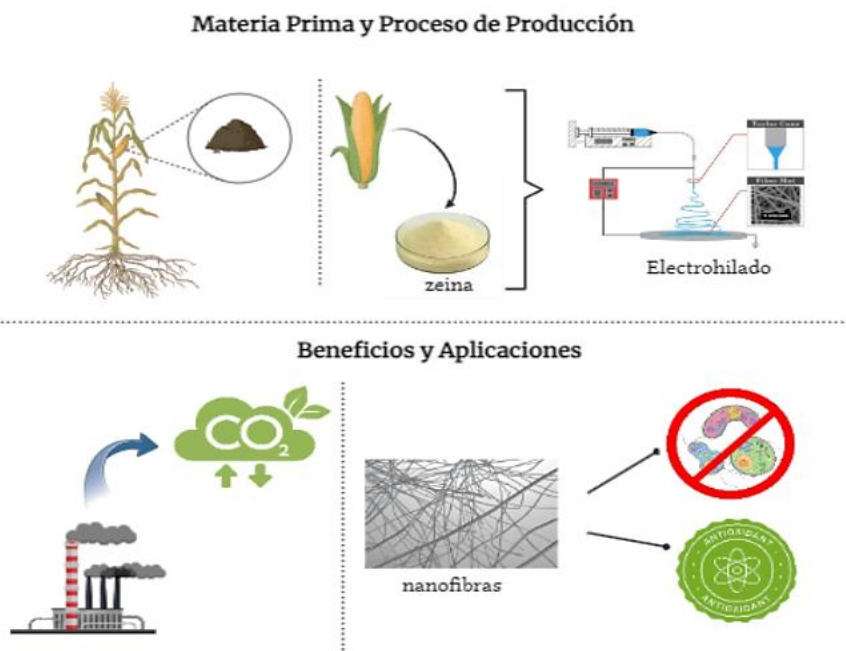 Materia Prima y Proceso de Producción
Taylor Cone
Fiber Mat
zeina
Electrohilado
Beneficios y Aplicaciones
CO2
ANTIOXIDANT
ANTIOXIDANT
nanofibras